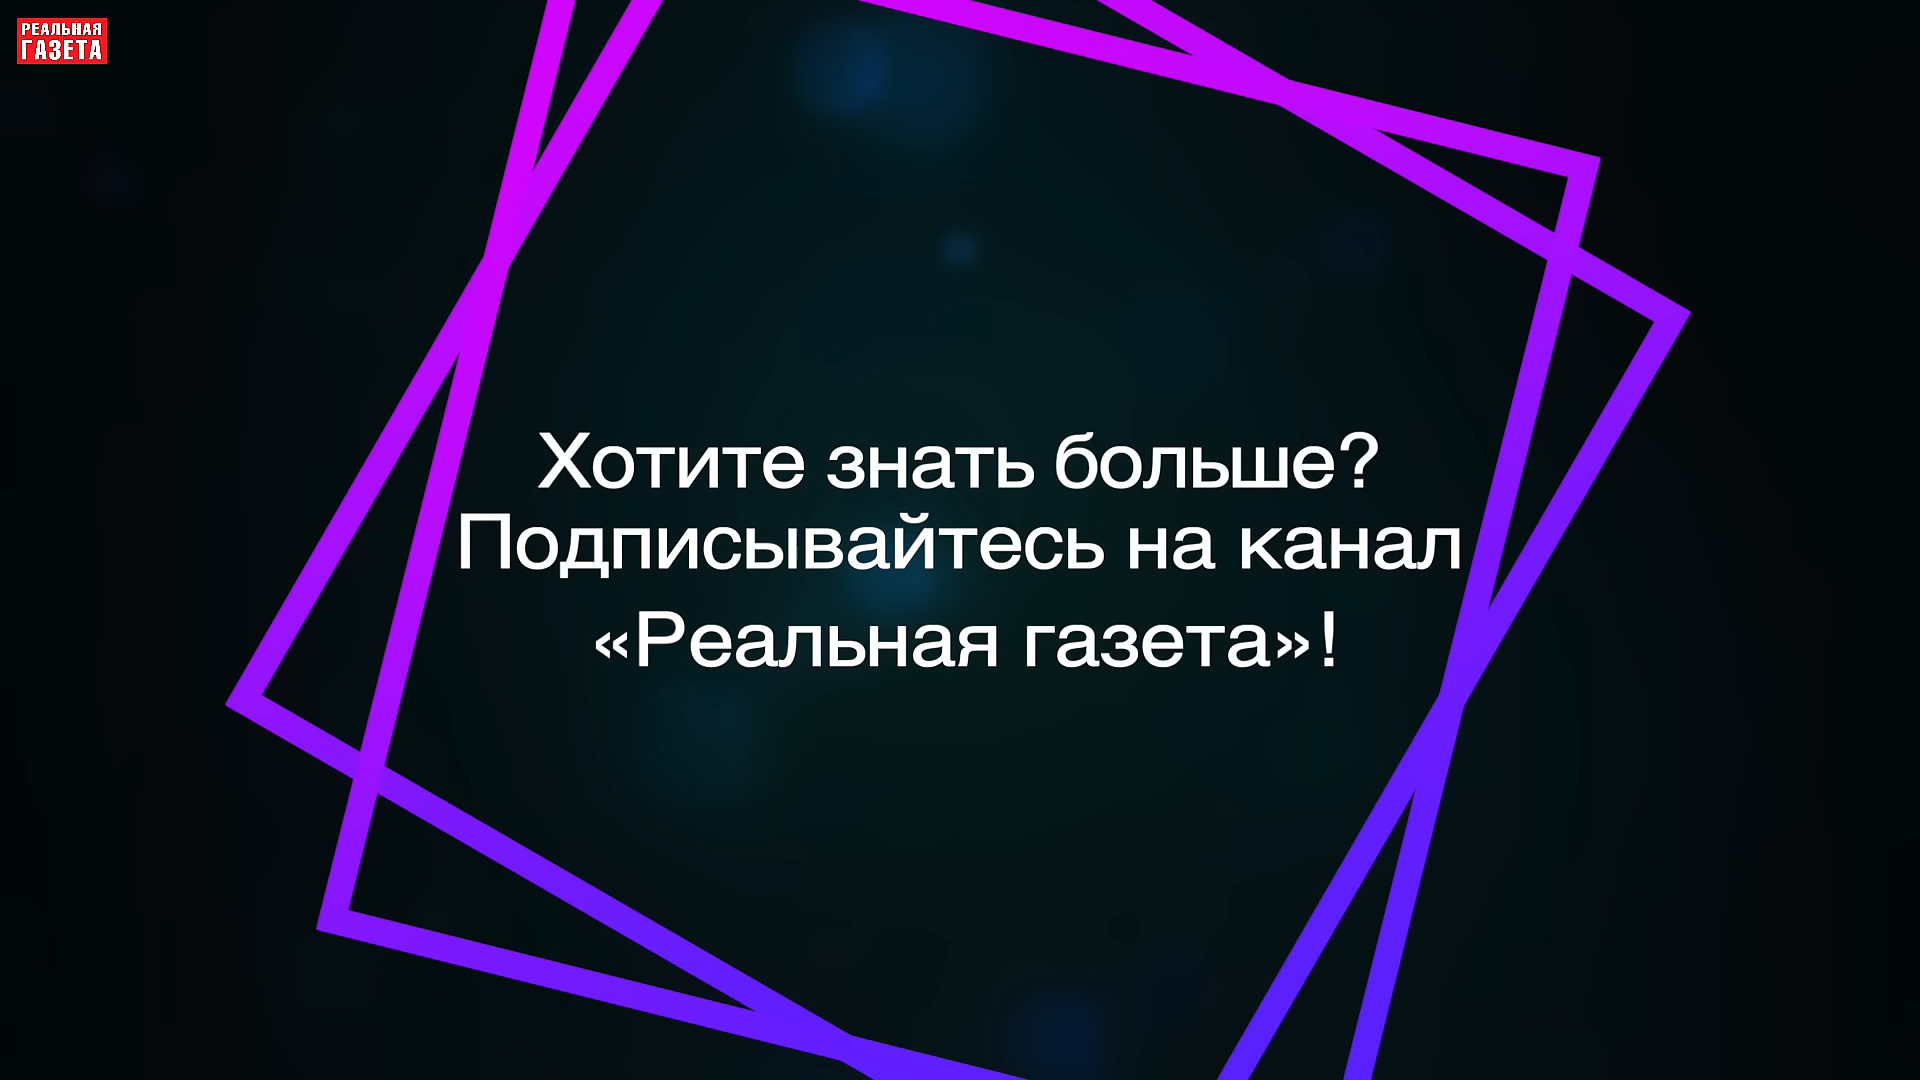 РЕАЛЬНАЯ
ГАЗЕТА
Хотите знать больше?
Подписывайтесь на канал
«Реальная газета»!